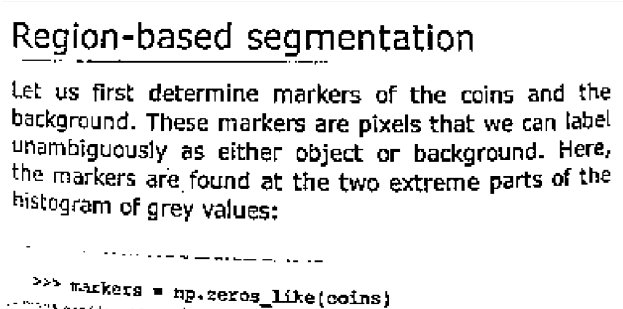 Region-based segmentation
Let us first determine markers of the coins and the
background. These markers are pixels that we can label
unambiguously as either object or background. Here,
the markers are found at the two extreme parts of the
histogram of grey values:
>>> markers = np.zeros_like(coins)